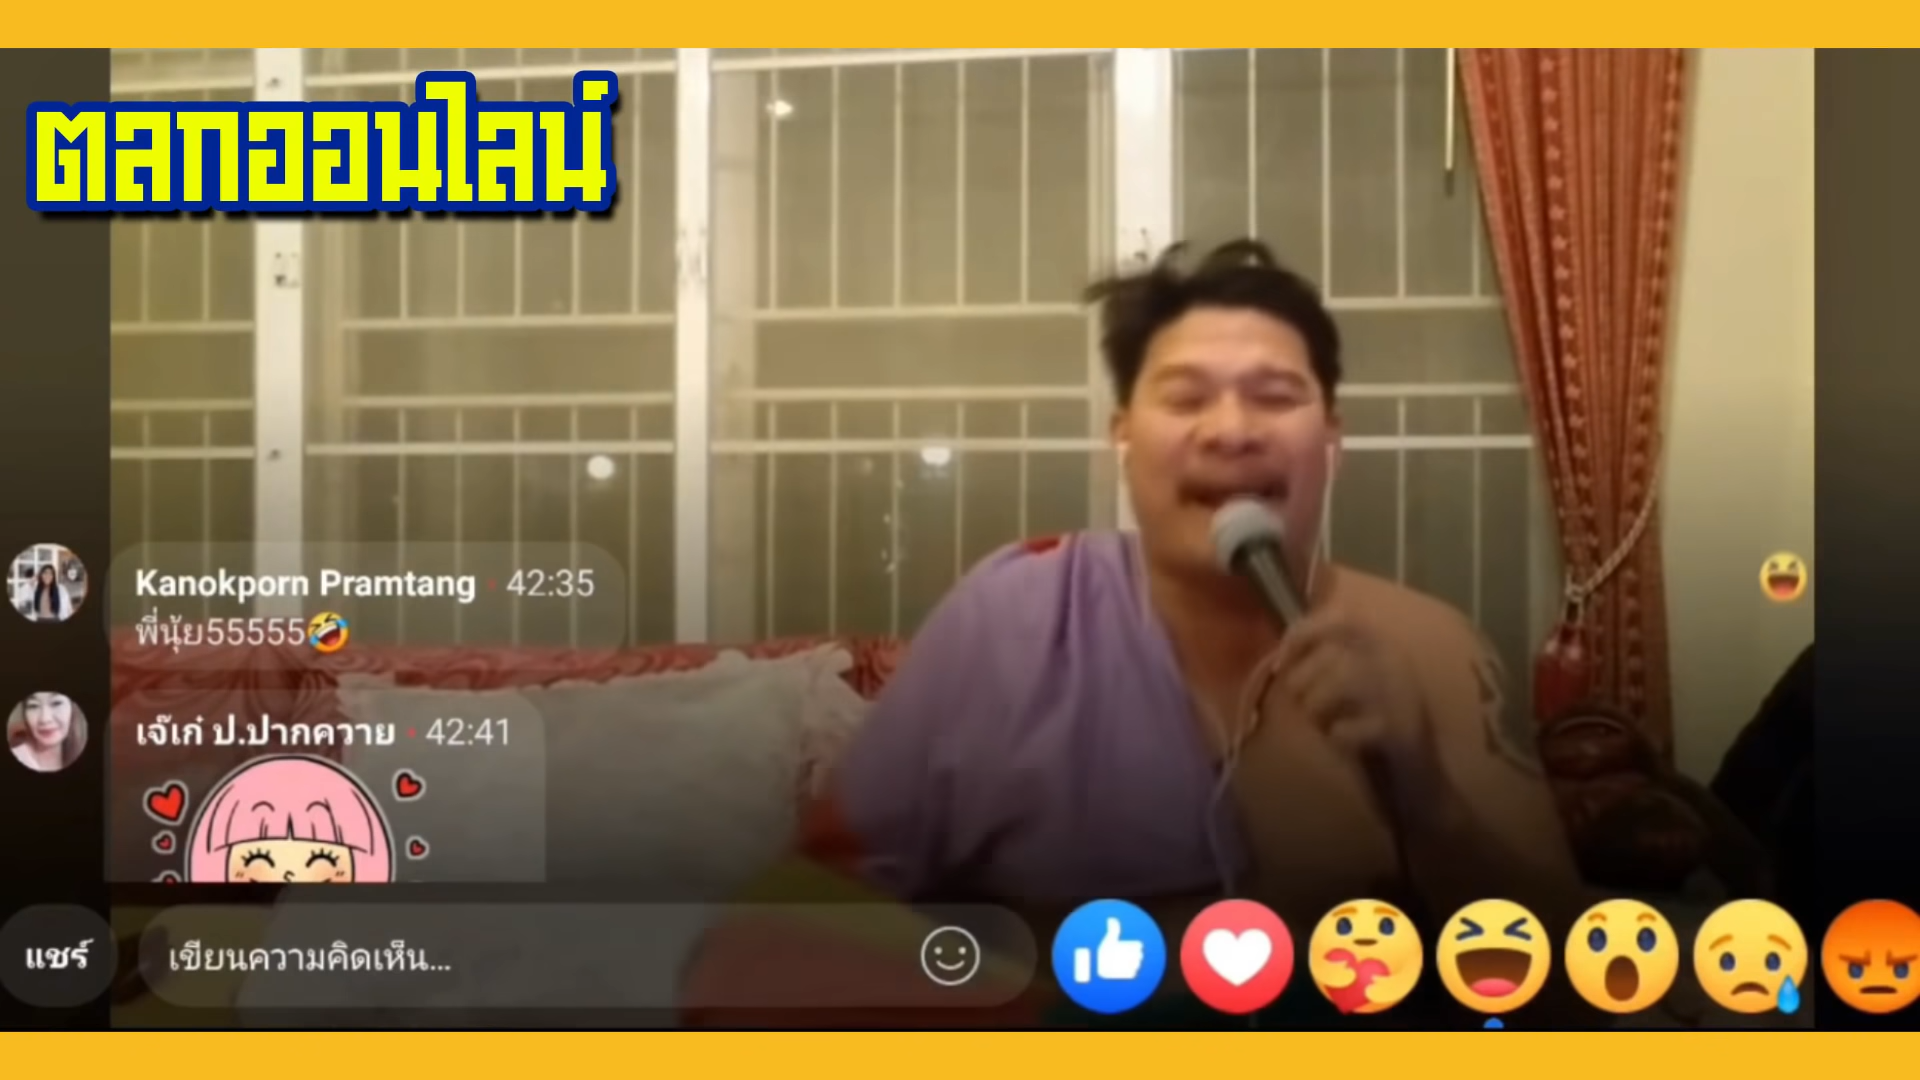 ตลกออนไลน์
Kanokporn Pramtang • 42:35
พี่นุ้ย55555🤣
เจ๊เก๋ ป.ปากควาย • 42:41
แชร์
เขียนความคิดเห็น...